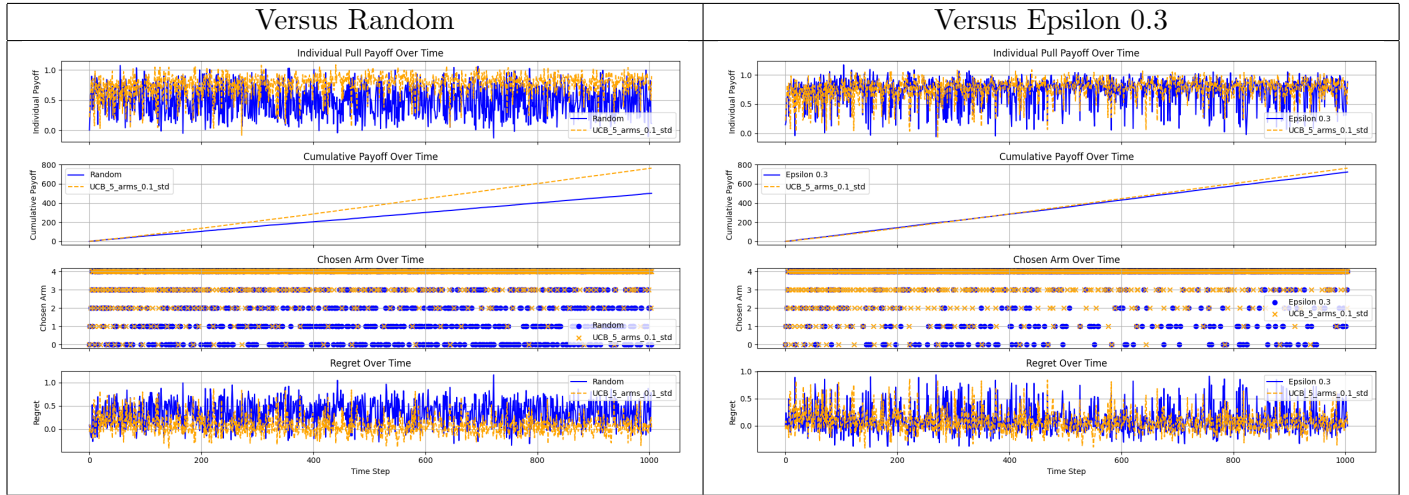 Versus Random
Individual Pull Payoff Over Time
Individual Payoff
1.0
0.5
0.0
Random
UCB_5_arms_0.1_std
Cumulative Payoff Over Time
Cumulative Payoff
800
600
400
200
0
Random
UCB_5_arms_0.1_std
Chosen Arm Over Time
Chosen Arm
4
3
2
1
0
Random
UCB_5_arms_0.1_std
Regret Over Time
Regret
1.0
0.5
0.0
Random
UCB_5_arms_0.1_std
0 200 400 600 800 1000
Time Step
Versus Epsilon 0.3
Individual Pull Payoff Over Time
Individual Payoff
1.0
0.5
0.0
Epsilon 0.3
UCB_5_arms_0.1_std
Cumulative Payoff Over Time
Cumulative Payoff
800
600
400
200
0
Epsilon 0.3
UCB_5_arms_0.1_std
Chosen Arm Over Time
Chosen Arm
4
3
2
1
0
Epsilon 0.3
UCB_5_arms_0.1_std
Regret Over Time
Regret
1.0
0.5
0.0
Epsilon 0.3
UCB_5_arms_0.1_std
0 200 400 600 800 1000
Time Step